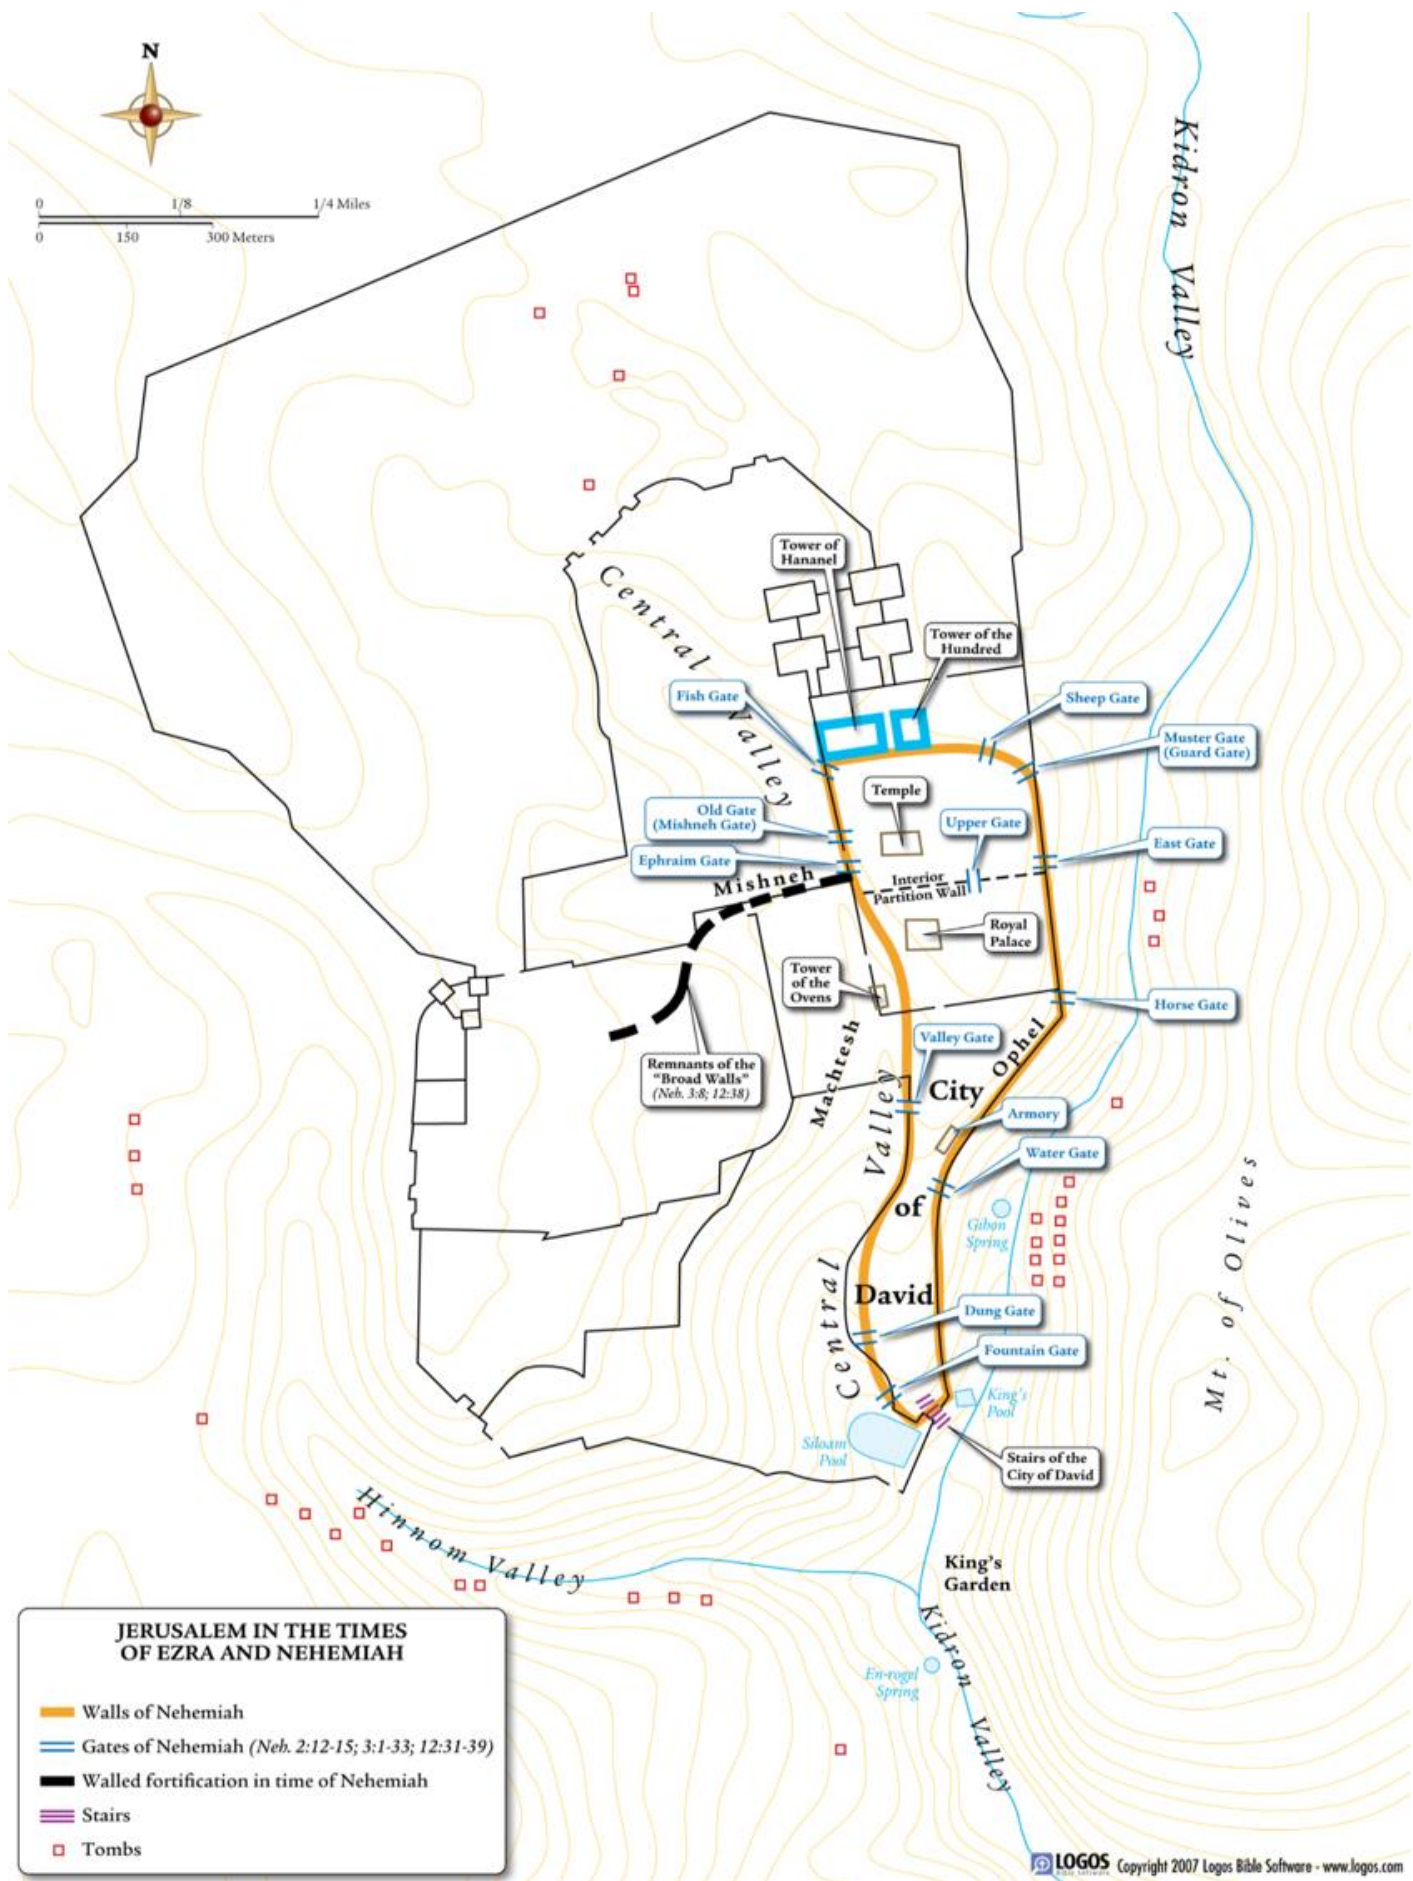 N
0 1/8 1/4 Miles
0 150 300 Meters
Kidron Valley
Tower of
Hananel
Central Valley
Tower of the
Hundred
Fish Gate
Sheep Gate
Muster Gate
(Guard Gate)
Temple
Old Gate
(Mishneh Gate)
Upper Gate
East Gate
Ephraim Gate
Mishneh
Interior
Partition Wall
Royal
Palace
Tower
of the
Ovens
Horse Gate
Valley Gate
Machtesh
Ophel
Remnants of the
"Broad Walls"
(Neh. 3:8; 12:38)
City
of
David
Armory
Water Gate
Central Valley
Gihon
Spring
Mt. of Olives
Dung Gate
Fountain Gate
King's
Pool
Siloam
Pool
Stairs of the
City of David
Hinnom Valley
King's
Garden
Kidron Valley
En-rogel
Spring
JERUSALEM IN THE TIMES
OF EZRA AND NEHEMIAH
Walls of Nehemiah
Gates of Nehemiah (Neh. 2:12-15; 3:1-33; 12:31-39)
Walled fortification in time of Nehemiah
Stairs
Tombs
LOGOS
Bible Software
Copyright 2007 Logos Bible Software - www.logos.com